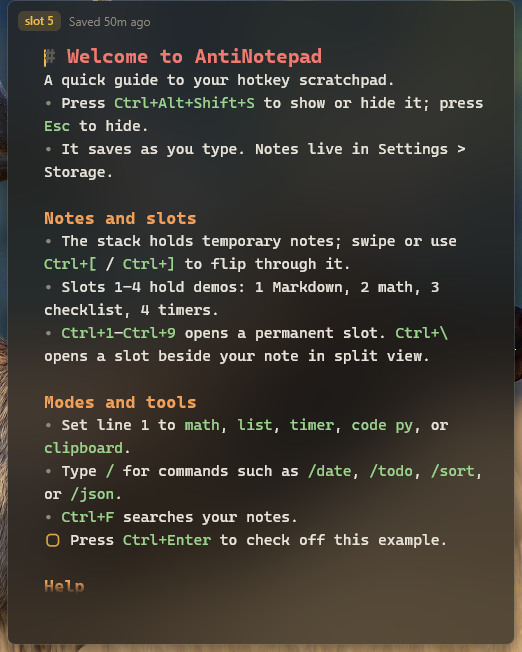 slot 5 Saved 50m ago
# Welcome to AntiNotepad
A quick guide to your hotkey scratchpad.
• Press Ctrl+Alt+Shift+S to show or hide it; press
Esc to hide.
• It saves as you type. Notes live in Settings >
Storage.
Notes and slots
• The stack holds temporary notes; swipe or use
Ctrl+[ / Ctrl+] to flip through it.
• Slots 1–4 hold demos: 1 Markdown, 2 math, 3
checklist, 4 timers.
• Ctrl+1–Ctrl+9 opens a permanent slot. Ctrl+\
opens a slot beside your note in split view.
Modes and tools
• Set line 1 to math, list, timer, code py, or
clipboard.
• Type / for commands such as /date, /todo, /sort,
or /json.
• Ctrl+F searches your notes.
Press Ctrl+Enter to check off this example.
Help